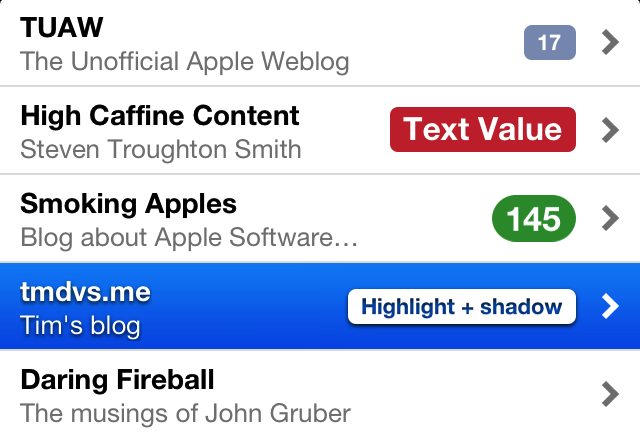 TUAW
The Unofficial Apple Weblog
17
High Caffine Content
Steven Troughton Smith
Text Value
Smoking Apples
Blog about Apple Software…
145
tmdvs.me
Tim's blog
Highlight + shadow
Daring Fireball
The musings of John Gruber